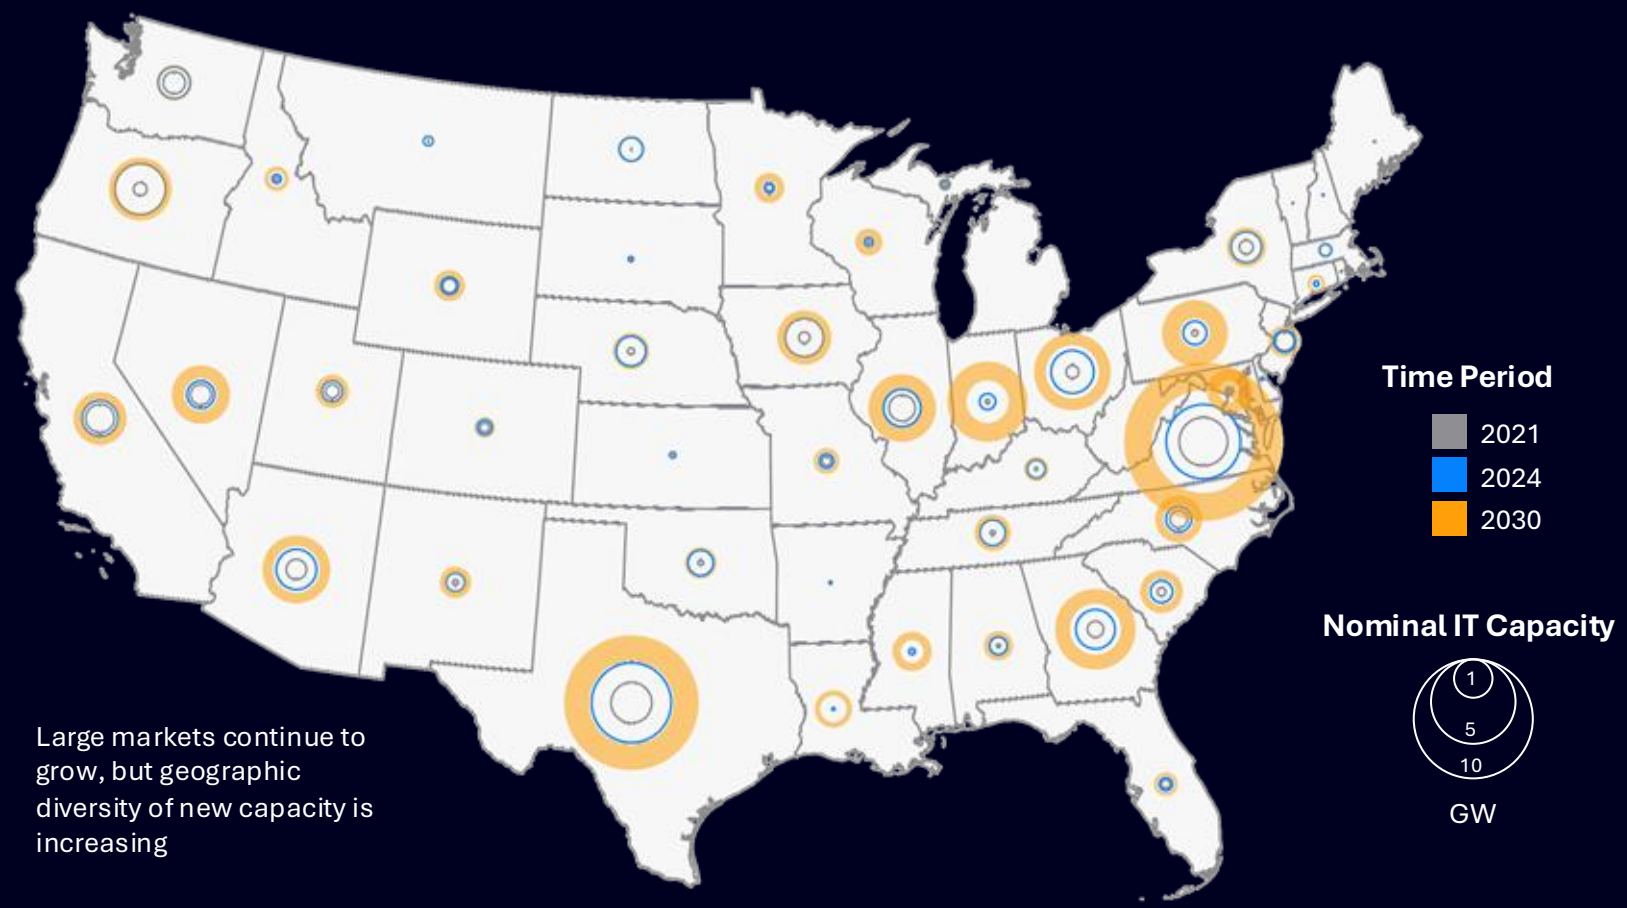 Time Period
2021
2024
2030
Nominal IT Capacity
1
5
10
GW
Large markets continue to
grow, but geographic
diversity of new capacity is
increasing